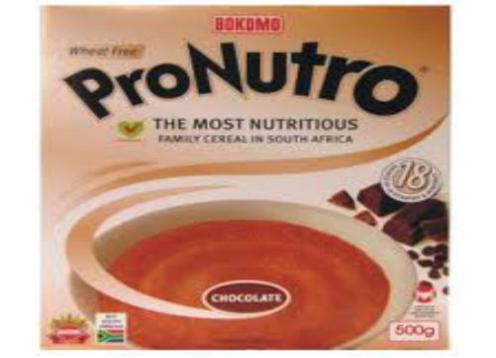 BOKOMO
Wheat Free
ProNutro
THE MOST NUTRITIOUS
FAMILY CEREAL IN SOUTH AFRICA
18
CHOCOLATE
500g